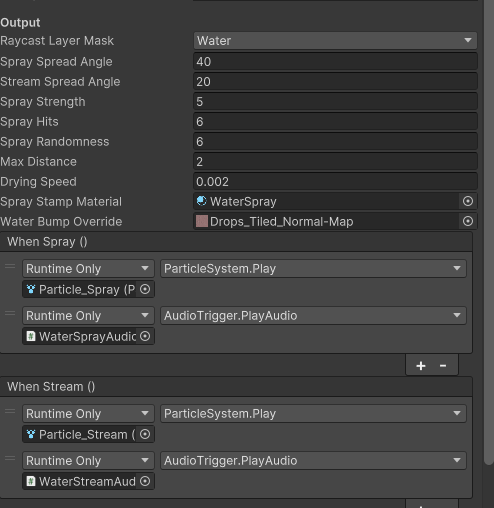 Output
Raycast Layer Mask Water
Spray Spread Angle 40
Stream Spread Angle 20
Spray Strength 5
Spray Hits 6
Spray Randomness 6
Max Distance 2
Drying Speed 0.002
Spray Stamp Material WaterSpray
Water Bump Override Drops_Tiled_Normal-Map
When Spray ()
Runtime Only ParticleSystem.Play
Particle_Spray (P
Runtime Only AudioTrigger.PlayAudio
WaterSprayAudic
+ -
When Stream ()
Runtime Only ParticleSystem.Play
Particle_Stream (
Runtime Only AudioTrigger.PlayAudio
WaterStreamAud